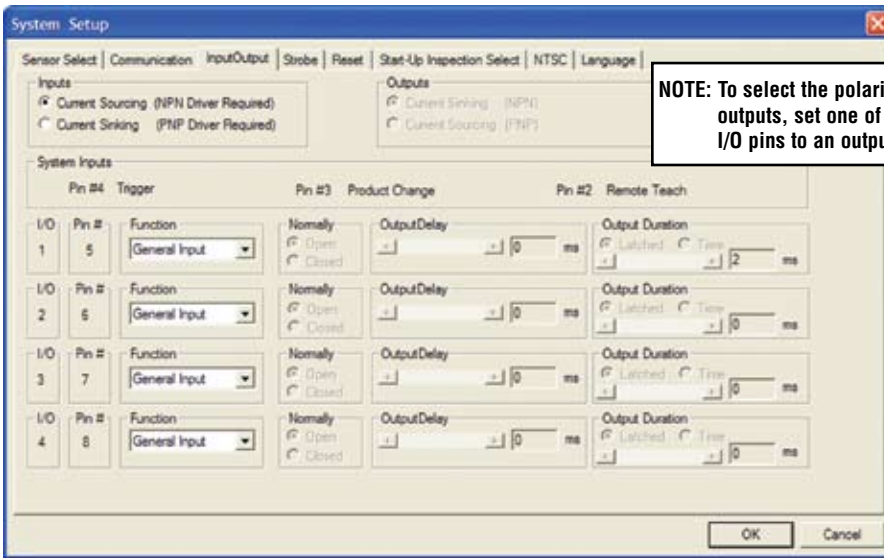 System Setup
Sensor Select Communication InputOutput Strobe Reset Start-Up Inspection Select NTSC Language
NOTE: To select the polari
outputs, set one of
I/O pins to an outpu
Inputs
Current Sourcing (NPN Driver Required)
Current Sinking (PNP Driver Required)
Outputs
Current Sinking (NPN)
Current Sourcing (PNP)
System Inputs
Pin #4 Trigger Pin #3 Product Change Pin #2 Remote Teach
I/O Pin # Function Normally OutputDelay Output Duration
1 5 General Input Open Closed 0 ms Latched Time 2 ms
I/O Pin # Function Normally OutputDelay Output Duration
2 6 General Input Open Closed 0 ms Latched Time 0 ms
I/O Pin # Function Normally OutputDelay Output Duration
3 7 General Input Open Closed 0 ms Latched Time 0 ms
I/O Pin # Function Normally OutputDelay Output Duration
4 8 General Input Open Closed 0 ms Latched Time 0 ms
OK Cancel